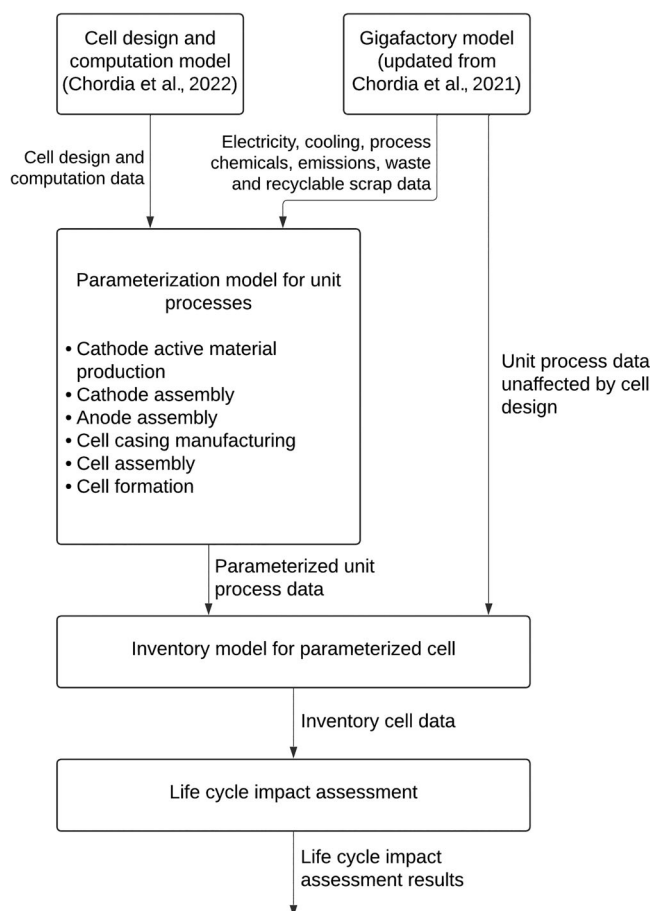 Cell design and
computation model
(Chordia et al., 2022)
Gigafactory model
(updated from
Chordia et al., 2021)
Cell design and
computation data
Electricity, cooling, process
chemicals, emissions, waste
and recyclable scrap data
Parameterization model for unit
processes
• Cathode active material
production
• Cathode assembly
• Anode assembly
• Cell casing manufacturing
• Cell assembly
• Cell formation
Unit process data
unaffected by cell
design
Parameterized unit
process data
Inventory model for parameterized cell
Inventory cell data
Life cycle impact assessment
Life cycle impact
assessment results